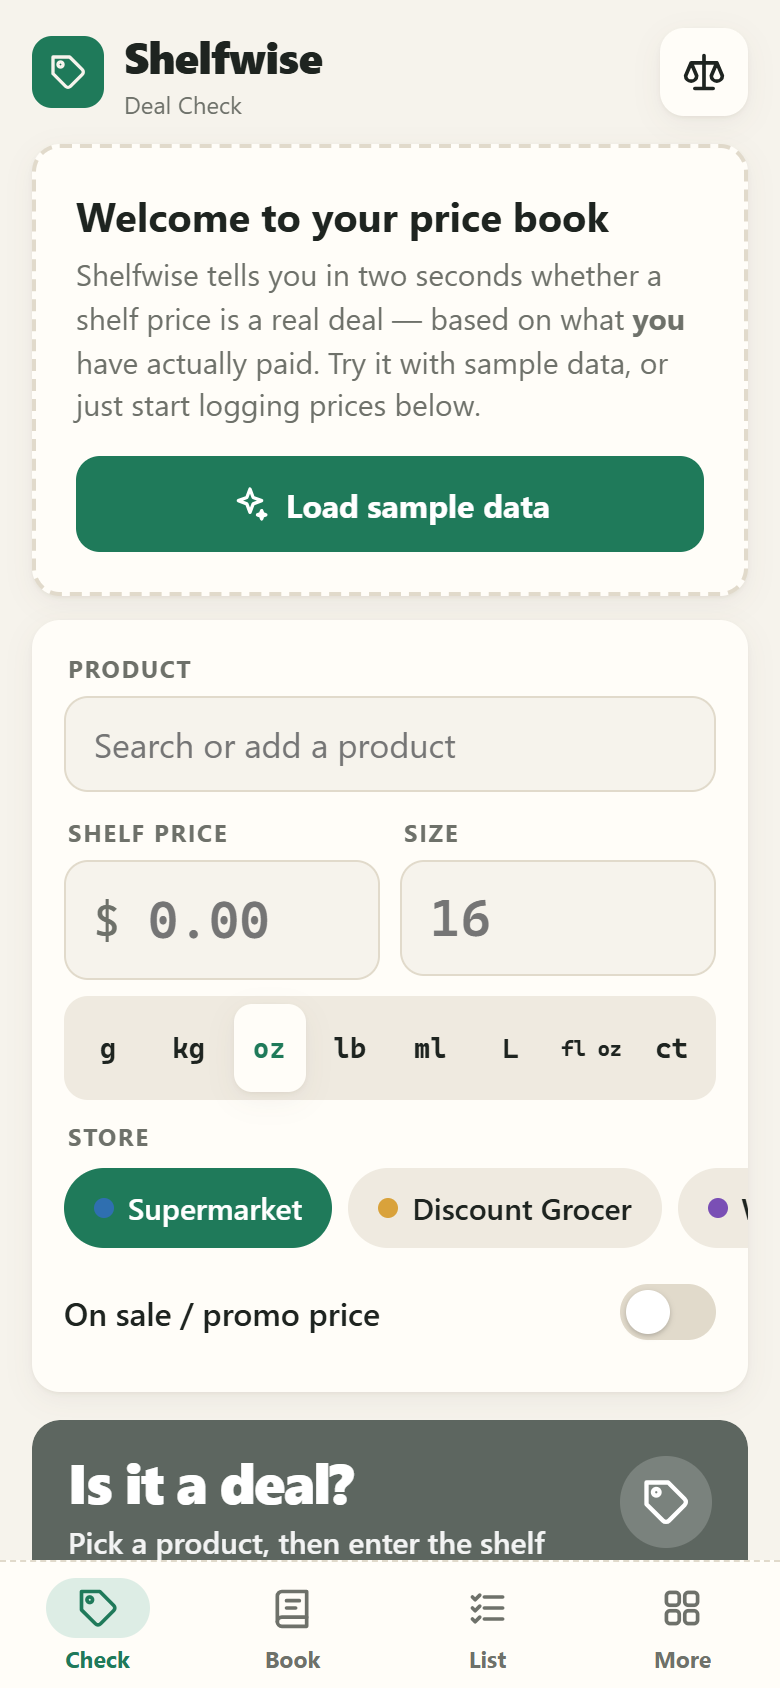 Shelfwise
Deal Check
Welcome to your price book
Shelfwise tells you in two seconds whether a
shelf price is a real deal — based on what you
have actually paid. Try it with sample data, or
just start logging prices below.
Load sample data
PRODUCT
Search or add a product
SHELF PRICE
SIZE
$ 0.00
16
g kg oz lb ml L fl oz ct
STORE
Supermarket
Discount Grocer
On sale / promo price
Is it a deal?
Pick a product, then enter the shelf
Check
Book
List
More